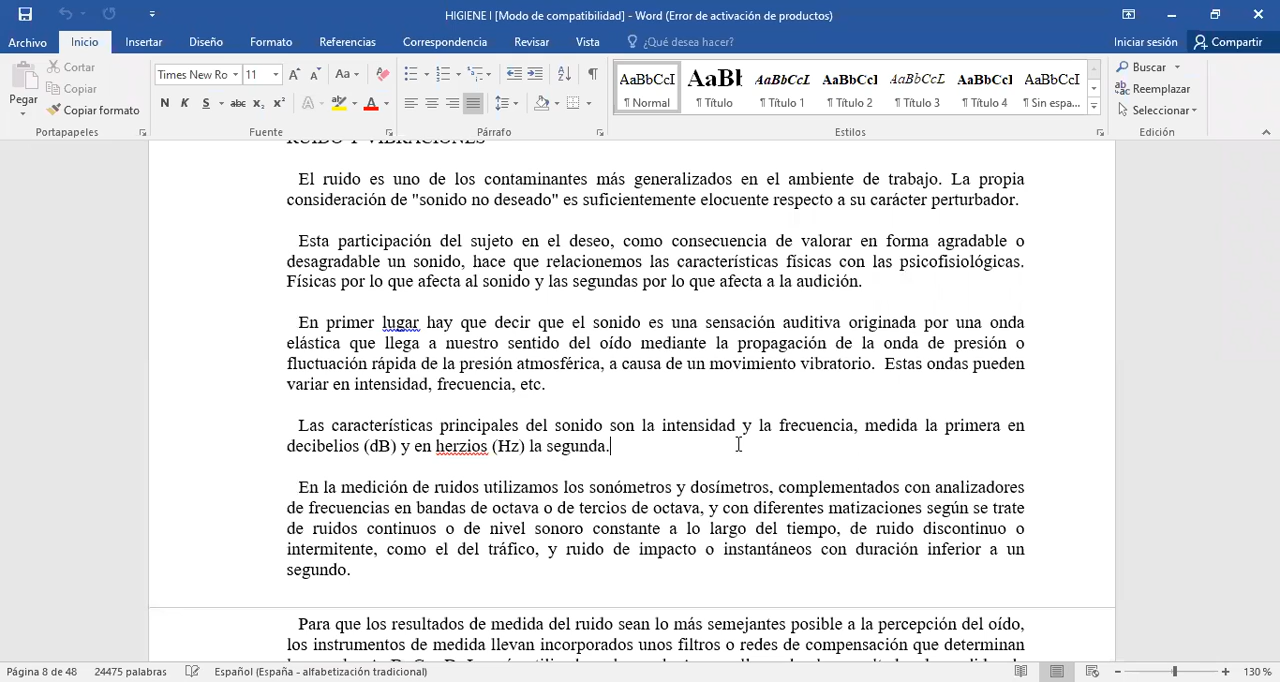 HIGIENE I [Modo de compatibilidad] - Word (Error de activación de productos)
Archivo Inicio Insertar Diseño Formato Referencias Correspondencia Revisar Vista ¿Qué desea hacer? Iniciar sesión Compartir
Pegar
Cortar
Copiar
Copiar formato
Portapapeles
Times New Ro 11
N K S abc x₂ x² A A
Fuente
Párrafo
AaBbCcI AaBł AaBbCcL AaBbCcl AaBbCcL AaBbCcl AaBbCcI
¶ Normal ¶ Título ¶ Título 1 ¶ Título 2 ¶ Título 3 ¶ Título 4 ¶ Sin espa...
Estilos
Buscar
Reemplazar
Seleccionar
Edición
RUIDO Y VIBRACIONES
El ruido es uno de los contaminantes más generalizados en el ambiente de trabajo. La propia
consideración de "sonido no deseado" es suficientemente elocuente respecto a su carácter perturbador.
Esta participación del sujeto en el deseo, como consecuencia de valorar en forma agradable o
desagradable un sonido, hace que relacionemos las características físicas con las psicofisiológicas.
Físicas por lo que afecta al sonido y las segundas por lo que afecta a la audición.
En primer lugar hay que decir que el sonido es una sensación auditiva originada por una onda
elástica que llega a nuestro sentido del oído mediante la propagación de la onda de presión o
fluctuación rápida de la presión atmosférica, a causa de un movimiento vibratorio. Estas ondas pueden
variar en intensidad, frecuencia, etc.
Las características principales del sonido son la intensidad y la frecuencia, medida la primera en
decibelios (dB) y en herzios (Hz) la segunda.
En la medición de ruidos utilizamos los sonómetros y dosímetros, complementados con analizadores
de frecuencias en bandas de octava o de tercios de octava, y con diferentes matizaciones según se trate
de ruidos continuos o de nivel sonoro constante a lo largo del tiempo, de ruido discontinuo o
intermitente, como el del tráfico, y ruido de impacto o instantáneos con duración inferior a un
segundo.
Para que los resultados de medida del ruido sean lo más semejantes posible a la percepción del oído,
los instrumentos de medida llevan incorporados unos filtros o redes de compensación que determinan
Página 8 de 48 24475 palabras Español (España - alfabetización tradicional) 130 %